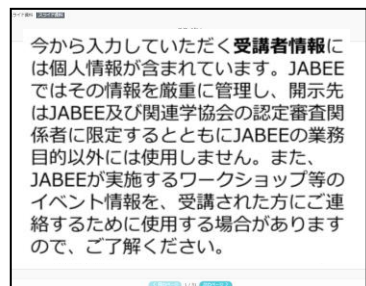 今から入力していただく受講者情報に
は個人情報が含まれています。JABEE
ではその情報を厳重に管理し、開示先
はJABEE及び関連学協会の認定審査関
係者に限定するとともにJABEEの業務
目的以外には使用しません。また、
JABEEが実施するワークショップ等の
イベント情報を、受講された方にご連
絡するために使用する場合があります
ので、ご了解ください。